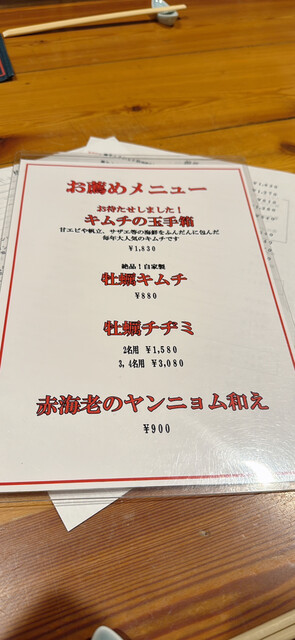 お薦めメニュー
お待たせしました！
キムチの玉手箱
甘エビや帆立、サザエ等の海鮮をふんだんに包んだ
毎年大人気のキムチです
￥1,830
絶品！自家製
牡蠣キムチ
￥880
牡蠣チヂミ
2名用 ￥1,580
3,4名用 ￥3,080
赤海老のヤンニョム和え
￥900